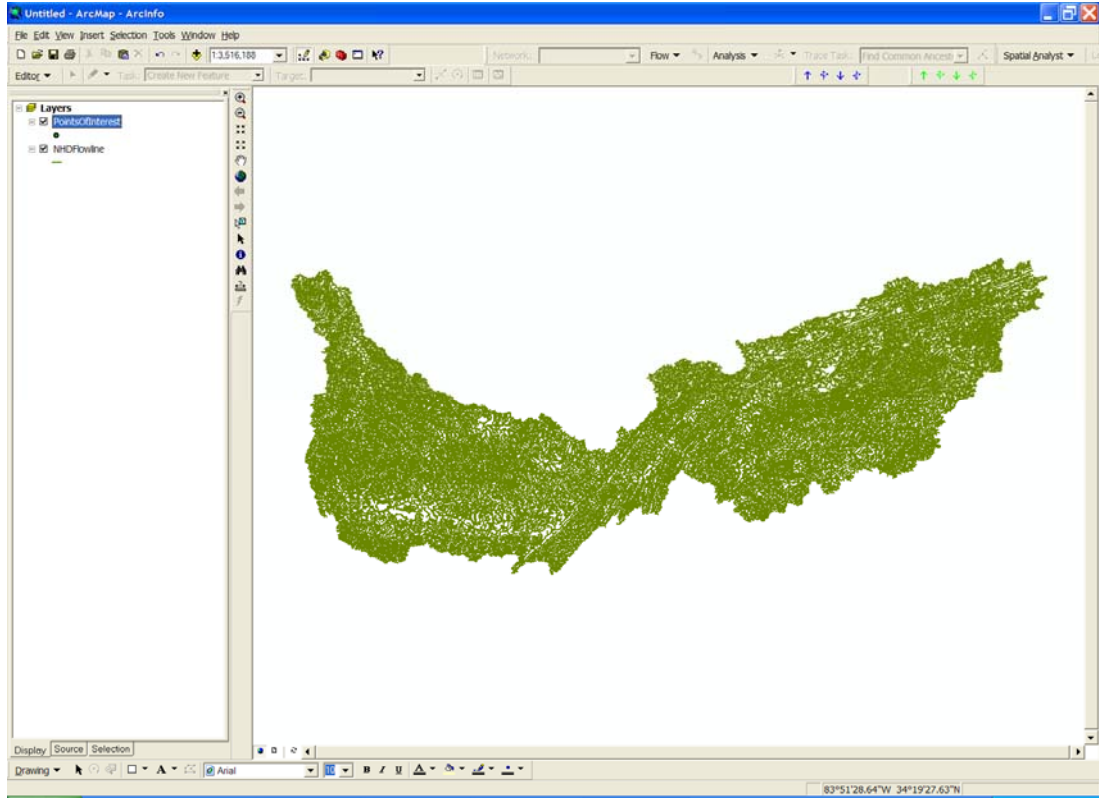 Untitled - ArcMap - ArcInfo
File Edit View Insert Selection Tools Window Help
1:3,516,188 Network: Flow Analysis Trace Task: Find Common Ancest Spatial Analyst
Editor Task: Create New Feature Target:
Layers
PointsOfInterest
NHDFlowline
Display Source Selection
Drawing A Arial 10 B I U A
83°51'28.64"W 34°19'27.63"N